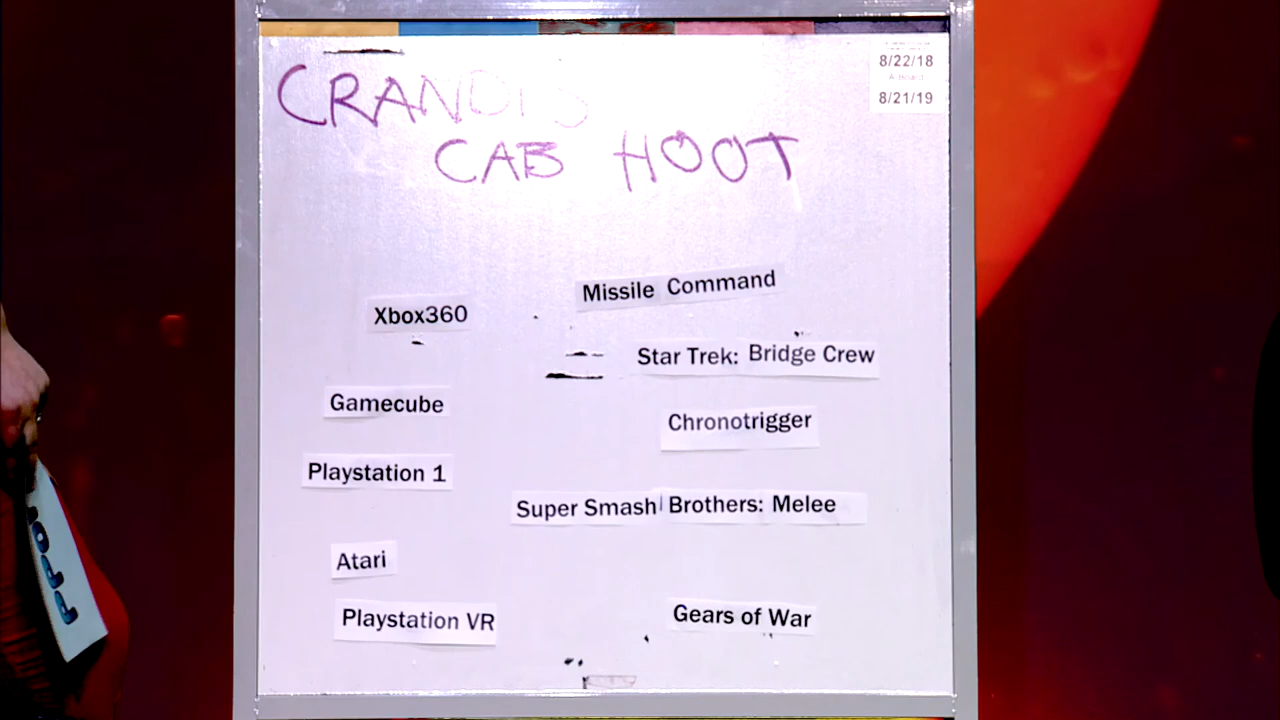 8/22/18
8/21/19
CAB HOOT
Missile Command
Xbox360
Star Trek: Bridge Crew
Gamecube
Chronotrigger
Playstation 1
Super Smash Brothers: Melee
Atari
Playstation VR
Gears of War